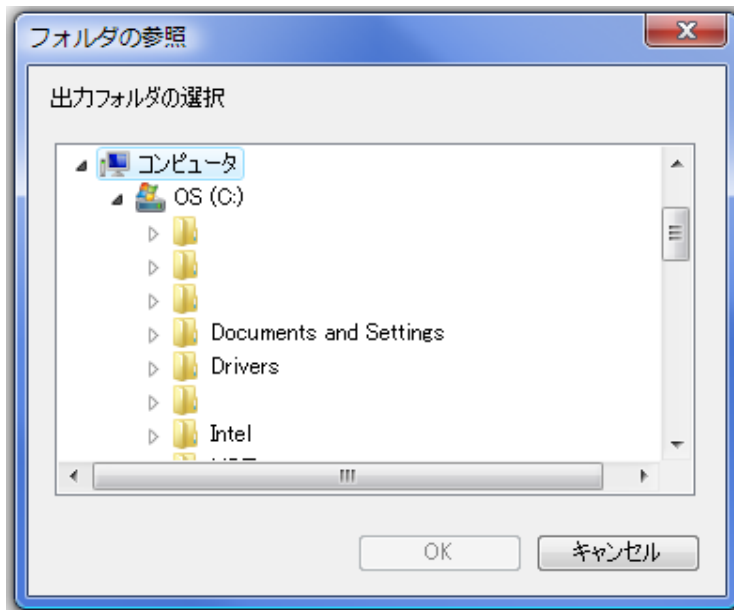 フォルダの参照
出力フォルダの選択
コンピュータ
OS (C:)
Documents and Settings
Drivers
Intel
OK
キャンセル